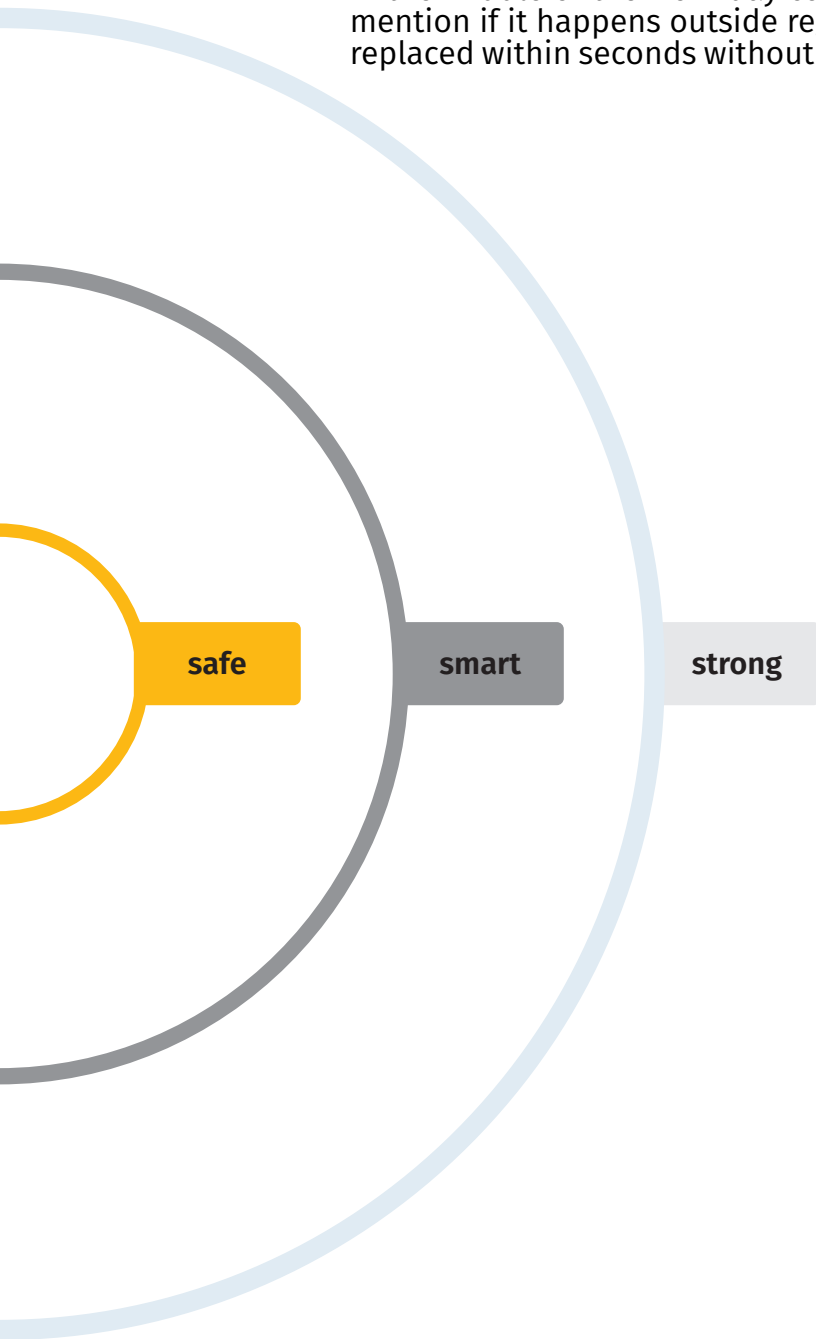 mention if it happens outside re
replaced within seconds without
safe
smart
strong